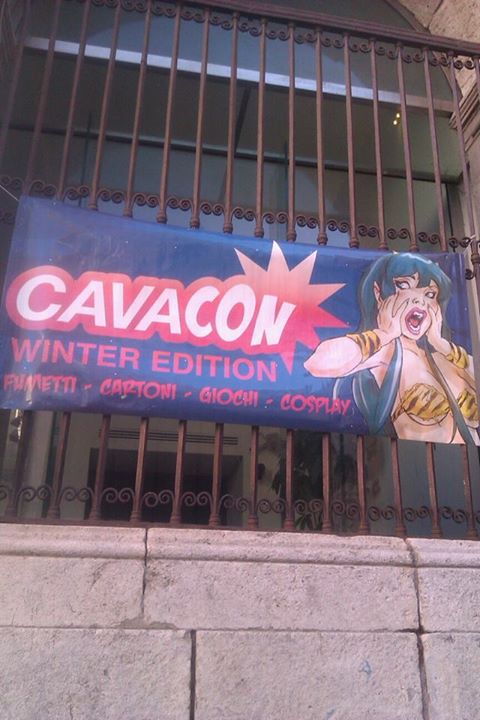 CAVACON
WINTER EDITION
FUMETTI - CARTONI - GIOCHI - COSPLAY